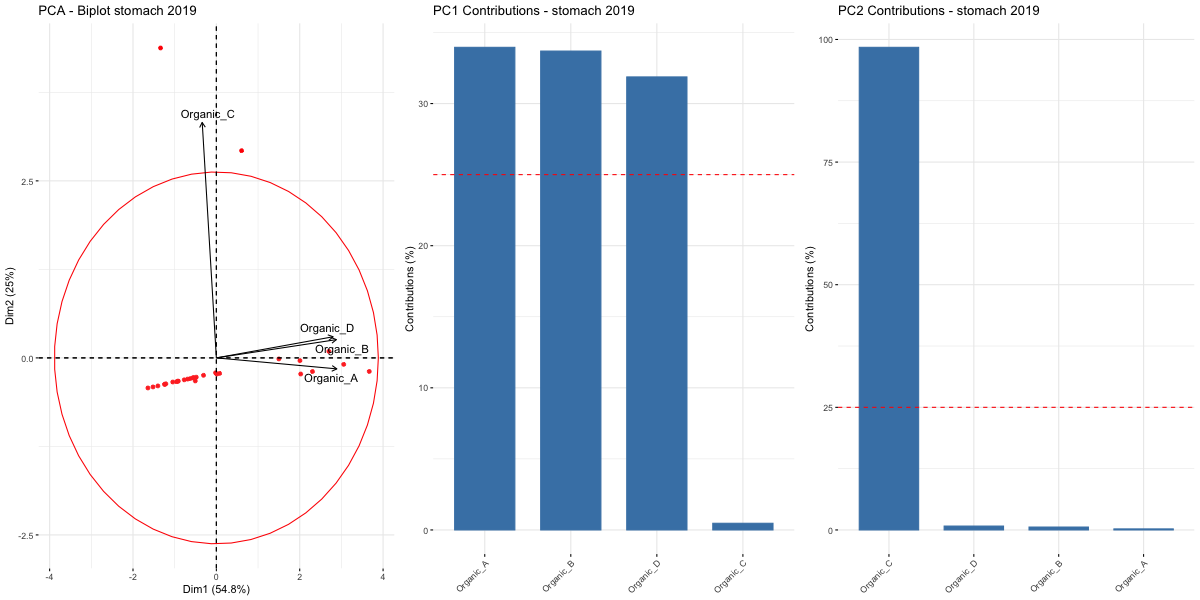 PCA - Biplot stomach 2019
Dim2 (25%)
2.5
0.0
-2.5
Organic_C
Organic_D
Organic_B
Organic_A
-4
-2
0
2
4
Dim1 (54.8%)
PC1 Contributions - stomach 2019
Contributions (%)
30
20
10
0
Organic_A
Organic_B
Organic_D
Organic_C
PC2 Contributions - stomach 2019
Contributions (%)
100
75
50
25
0
Organic_C
Organic_D
Organic_B
Organic_A